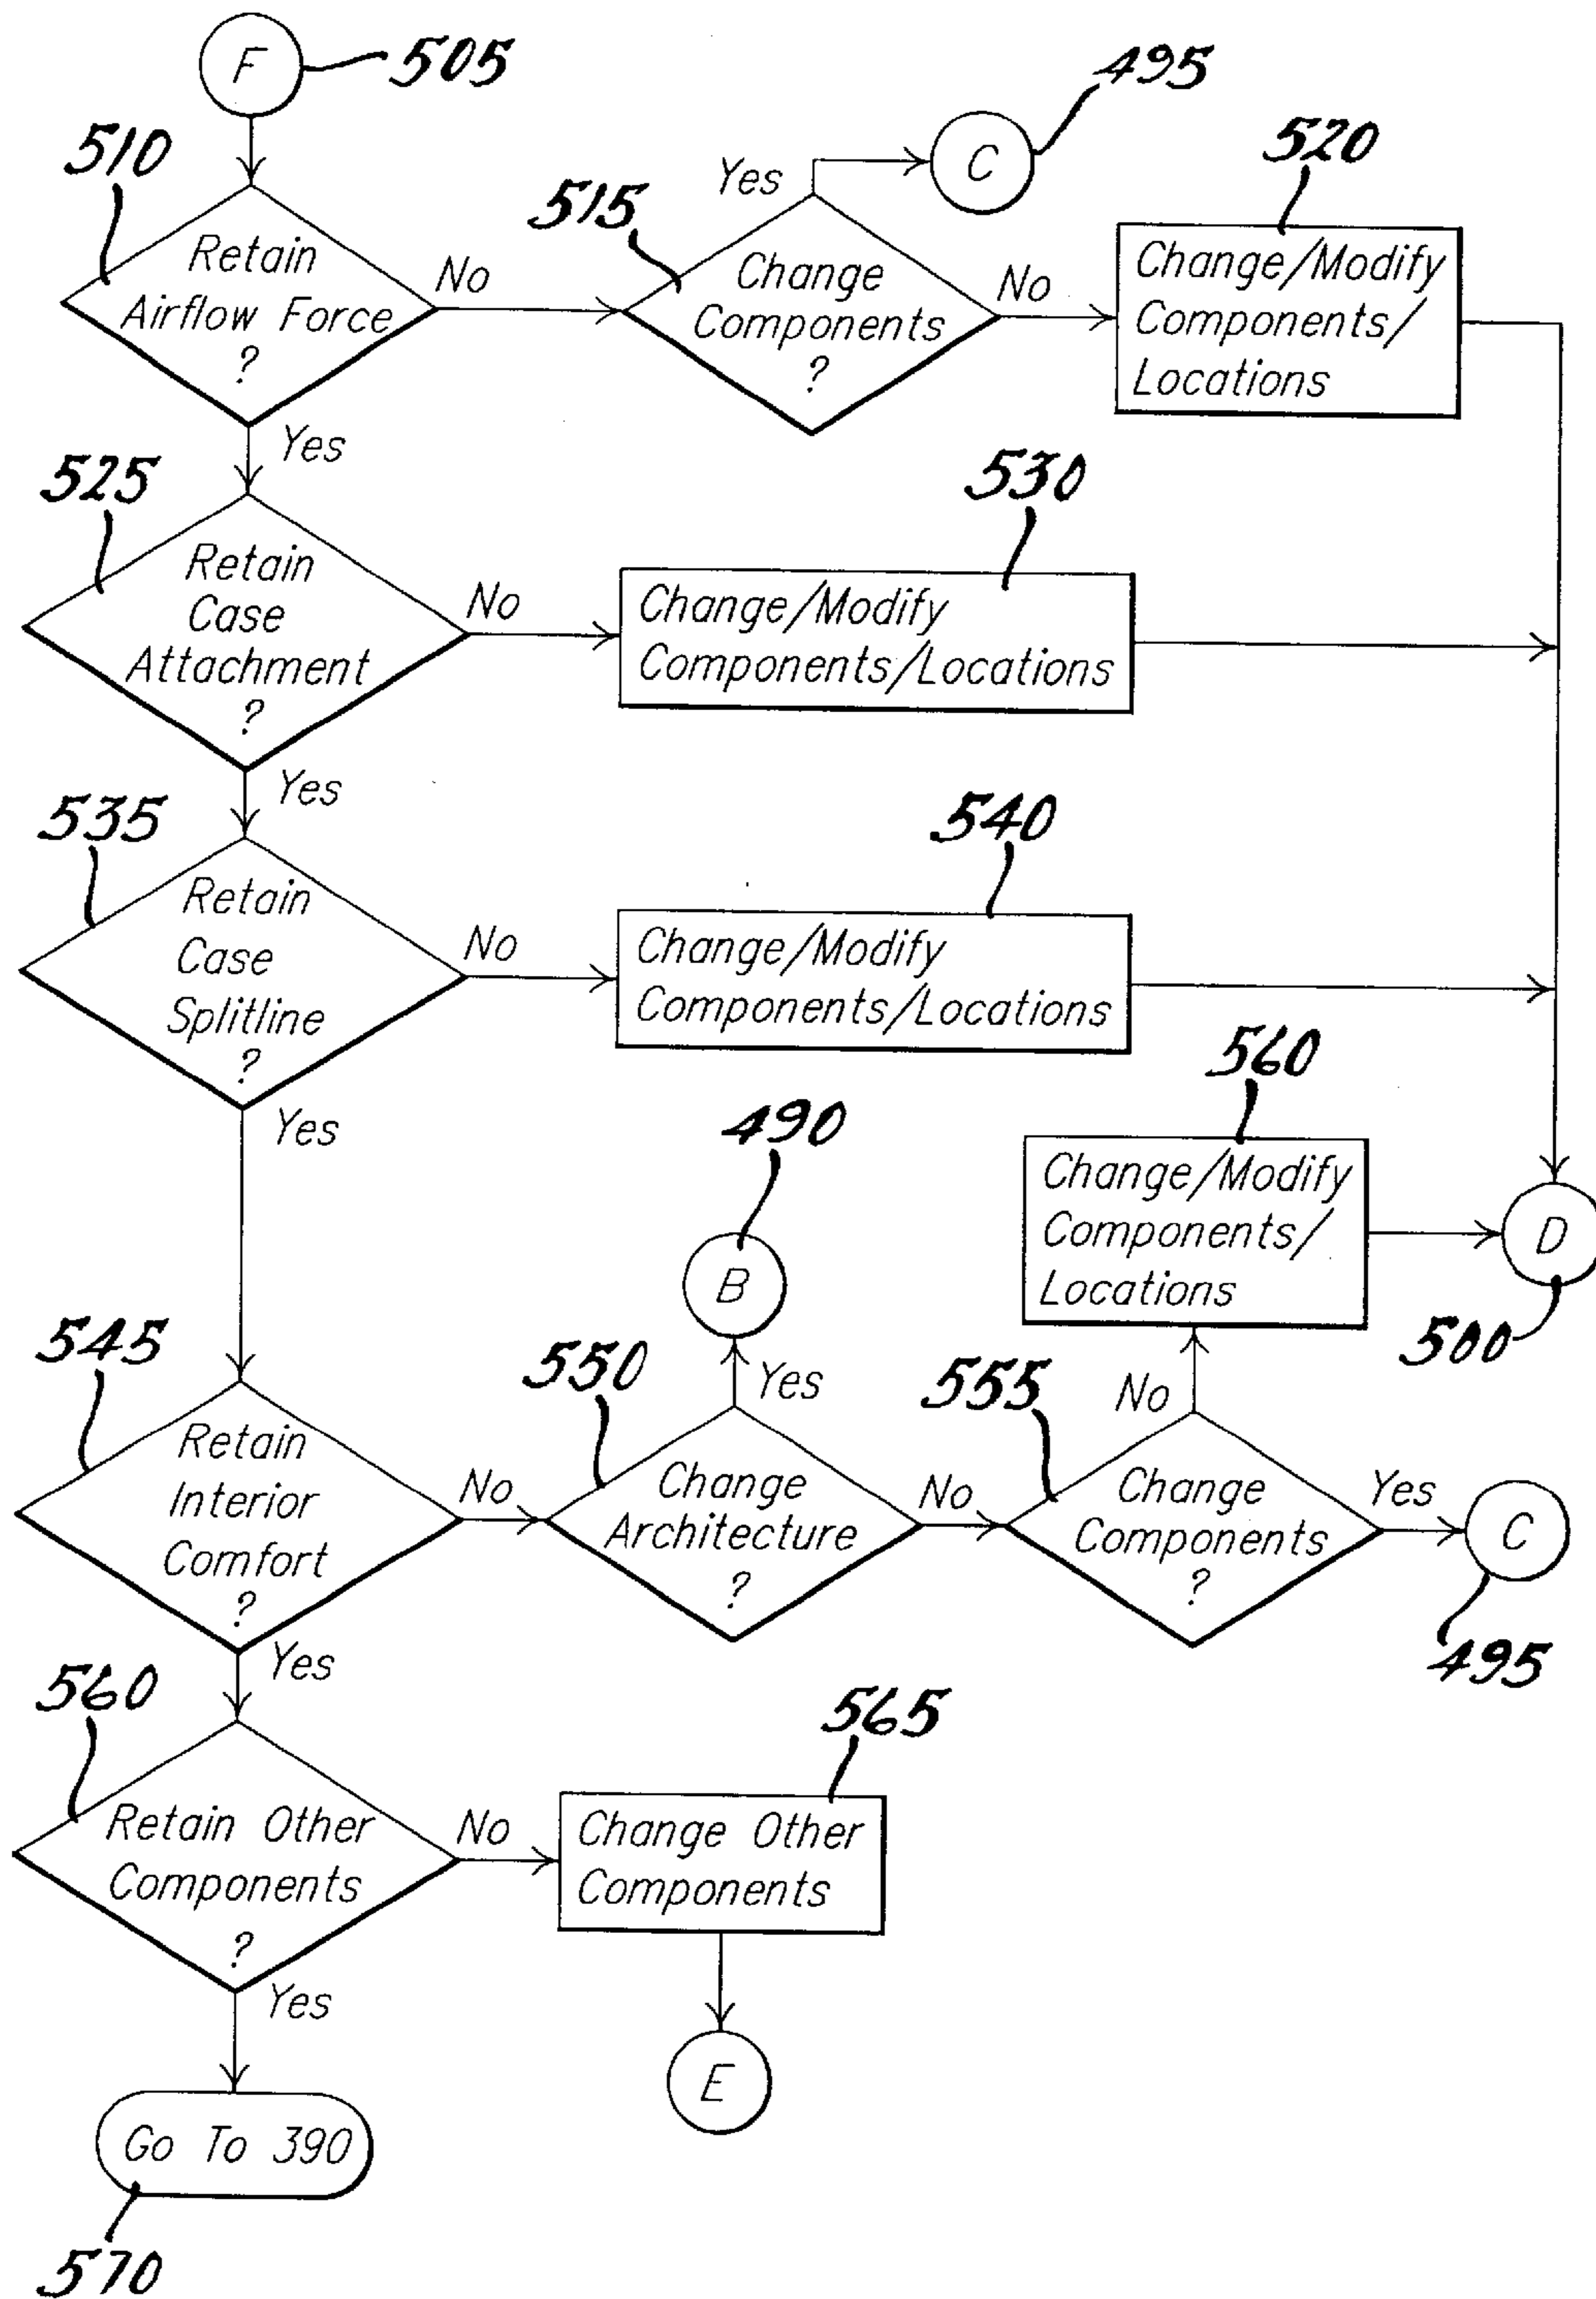 F
505
510
495
C
520
Yes
515
Retain
Airflow Force
?
No
Change
Components
?
No
Change/Modify
Components/
Locations
Yes
525
530
Retain
Case
Attachment
?
No
Change/Modify
Components/Locations
Yes
535
540
Retain
Case
Splitline
?
No
Change/Modify
Components/Locations
Yes
490
B
560
Change/Modify
Components/
Locations
D
500
545
550
Yes
555
No
Retain
Interior
Comfort
?
No
Change
Architecture
?
No
Change
Components
?
Yes
C
495
Yes
560
565
Retain Other
Components
?
No
Change Other
Components
Yes
E
Go To 390
570